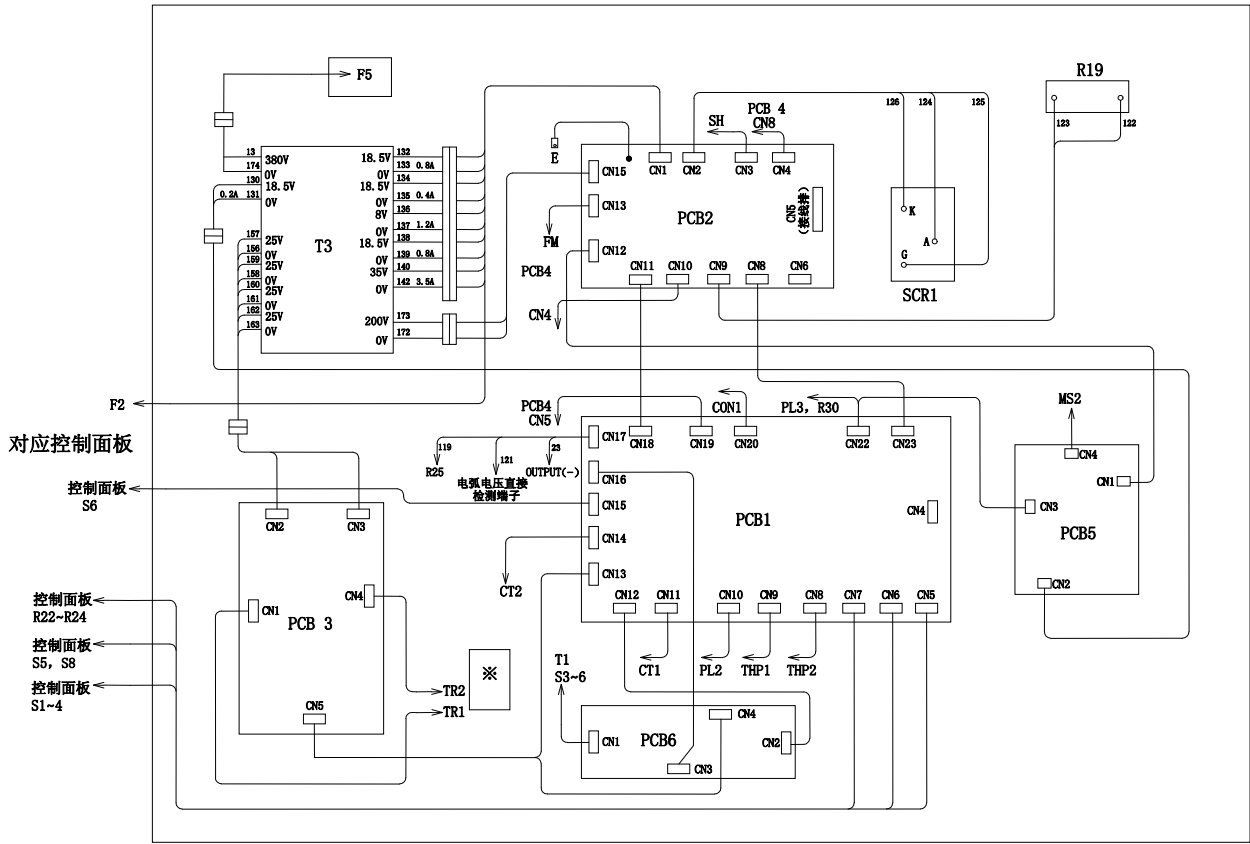 F5
R19
123
122
126
124
125
PCB 4
CN8
SH
E
CN1
CN2
CN3
CN4
CN15
CN13
CN12
PCB2
CN5
(接线排)
CN11
CN10
CN9
CN8
CN6
FM
PCB4
CN4
K
A
G
SCR1
13
174
130
0.2A
131
157
156
159
158
160
161
162
163
380V
0V
18.5V
0V
25V
0V
25V
0V
25V
0V
25V
0V
T3
18.5V
0V
18.5V
0V
8V
0V
18.5V
0V
35V
0V
200V
0V
132
133 0.8A
134
135 0.4A
136
137 1.2A
138
139 0.8A
140
142 3.5A
173
172
F2
对应控制面板
控制面板
S6
PCB4
CN5
CON1
PL3, R30
MS2
119
R25
121
电弧电压直接
检测端子
23
OUTPUT(-)
CN17
CN18
CN19
CN20
CN22
CN23
CN16
CN15
CN14
CN13
PCB1
CN4
CN12
CN11
CN10
CN9
CN8
CN7
CN6
CN5
CT2
CT1
PL2
THP1
THP2
CN4
CN1
CN3
PCB5
CN2
CN2
CN3
CN4
CN1
PCB 3
CN5
控制面板
R22~R24
控制面板
S5, S8
控制面板
S1~4
※
TR2
TR1
T1
S3~6
CN1
PCB6
CN3
CN4
CN2